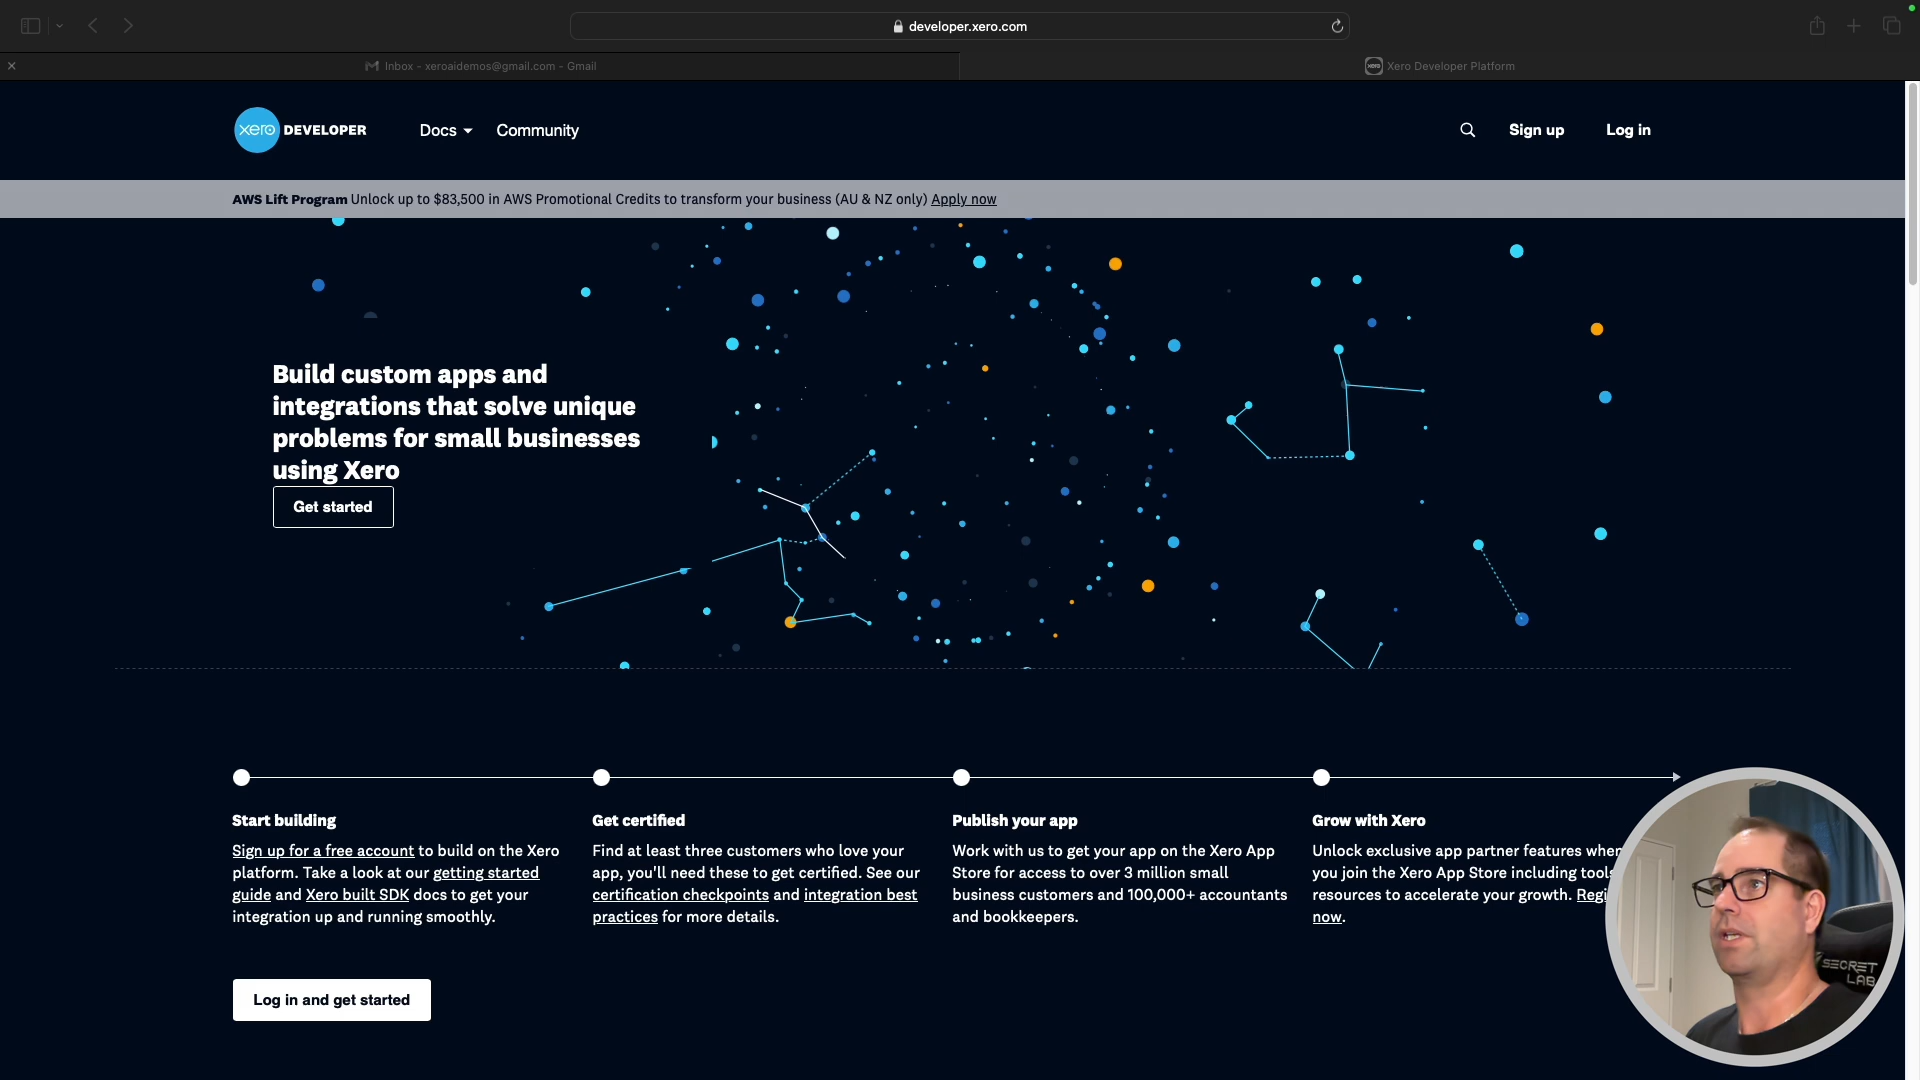 developer.xero.com
Inbox - xeroaidemos@gmail.com - Gmail
xero Xero Developer Platform
xero DEVELOPER
Docs
Community
Sign up
Log in
AWS Lift Program Unlock up to $83,500 in AWS Promotional Credits to transform your business (AU & NZ only) Apply now
Build custom apps and
integrations that solve unique
problems for small businesses
using Xero
Get started
Start building
Sign up for a free account to build on the Xero
platform. Take a look at our getting started
guide and Xero built SDK docs to get your
integration up and running smoothly.
Get certified
Find at least three customers who love your
app, you'll need these to get certified. See our
certification checkpoints and integration best
practices for more details.
Publish your app
Work with us to get your app on the Xero App
Store for access to over 3 million small
business customers and 100,000+ accountants
and bookkeepers.
Grow with Xero
Unlock exclusive app partner features when
you join the Xero App Store including tools
resources to accelerate your growth. Regi
now.
Log in and get started
SECRET
LAB